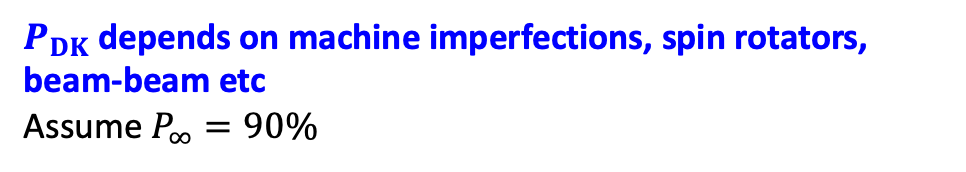 P_DK depends on machine imperfections, spin rotators,
beam-beam etc
Assume P_∞ = 90%